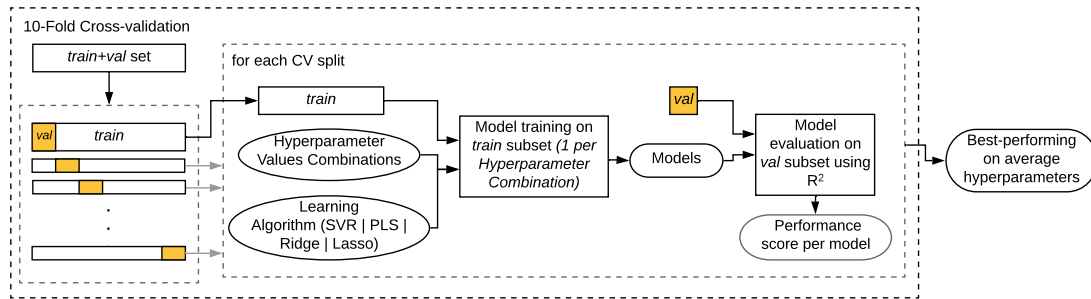 10-Fold Cross-validation
train+val set
val
train
for each CV split
train
Hyperparameter
Values Combinations
Learning
Algorithm (SVR | PLS |
Ridge | Lasso)
Model training on
train subset (1 per
Hyperparameter
Combination)
Models
val
Model
evaluation on
val subset using
R²
Performance
score per model
Best-performing
on average
hyperparameters